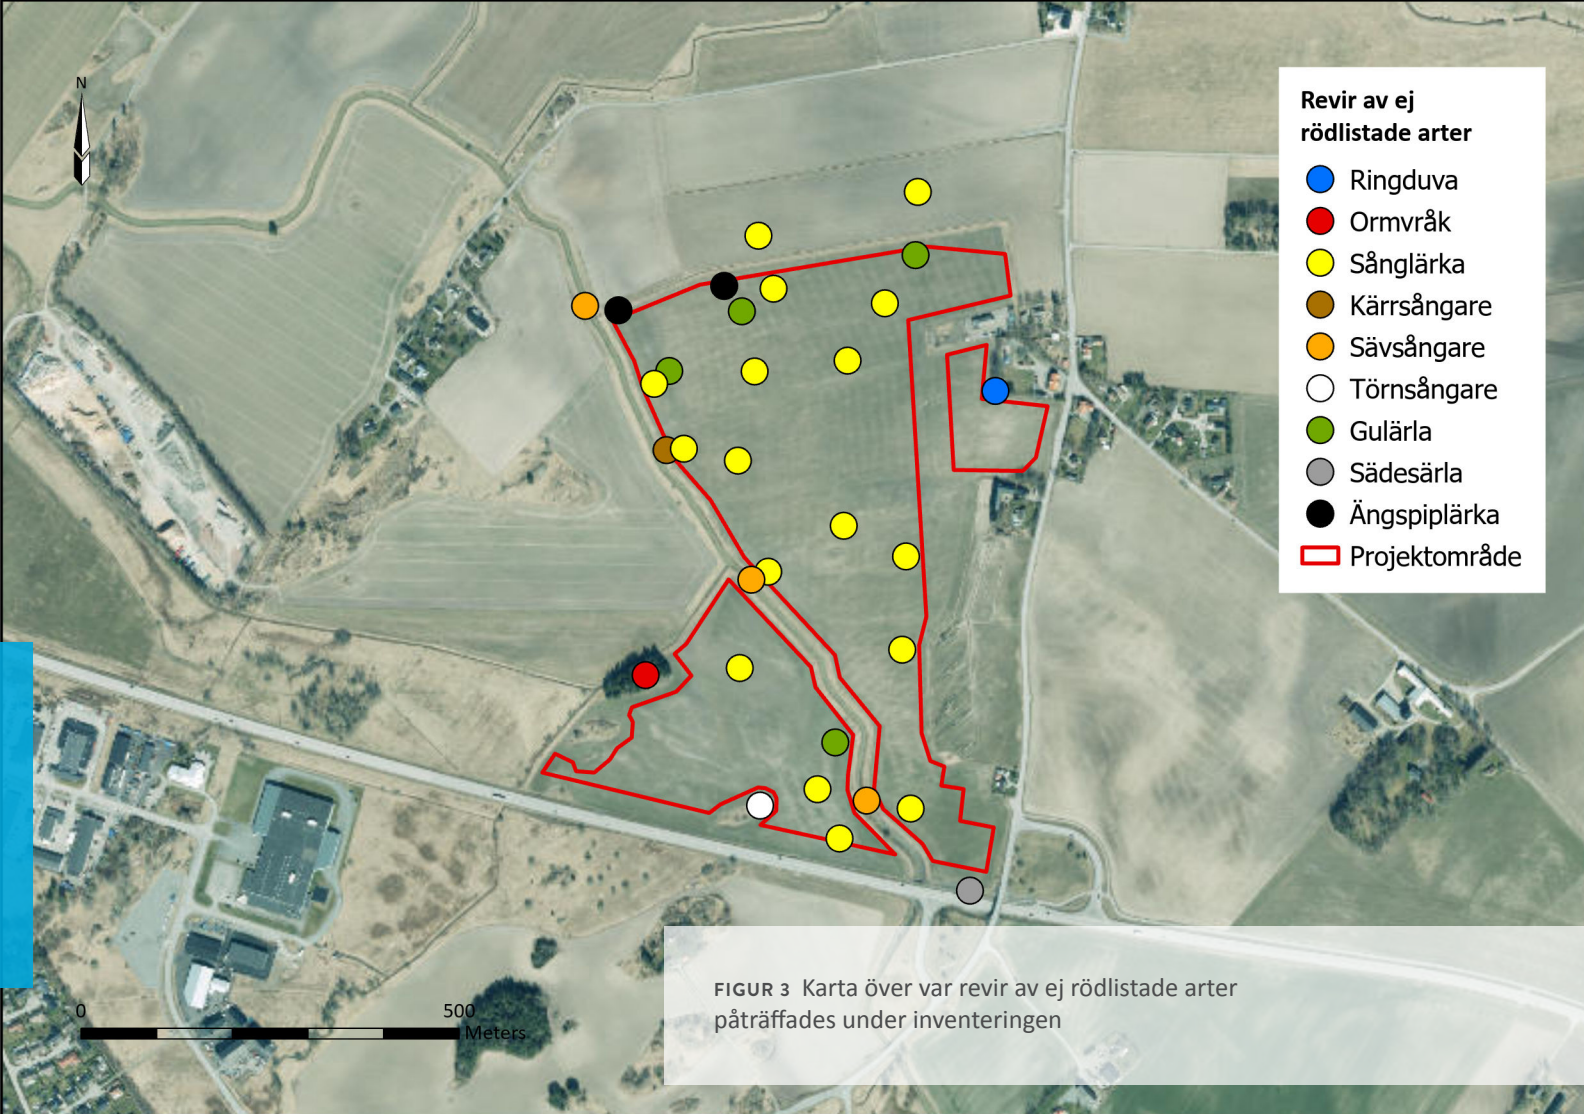 N
Revir av ej
rödlistade arter
Ringduva
Ormvråk
Sånglärka
Kärrsångare
Sävsångare
Törnsångare
Gulärla
Sädesärla
Ängspiplärka
Projektområde
0 500
Meters
FIGUR 3 Karta över var revir av ej rödlistade arter
påträffades under inventeringen